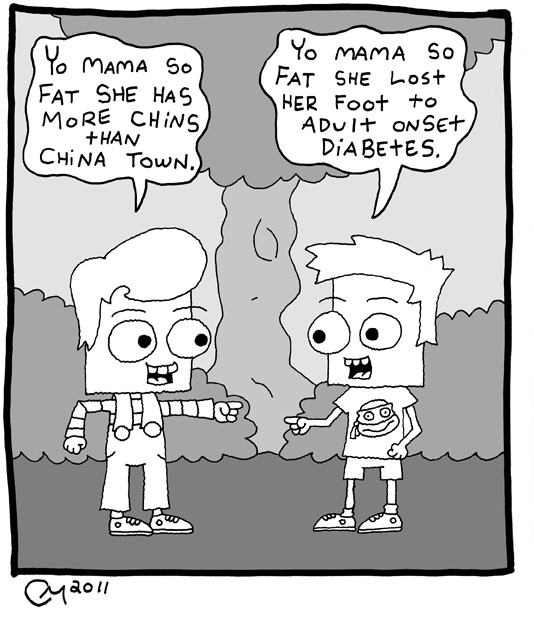 Yo MAMA SO
FAT SHE HAS
MORE CHINS
tHAN
CHINA TOWN.
Yo MAMA SO
FAT SHE LoSt
HER Foot to
ADUlt ONSEt
DiABEtES.
CM 2011